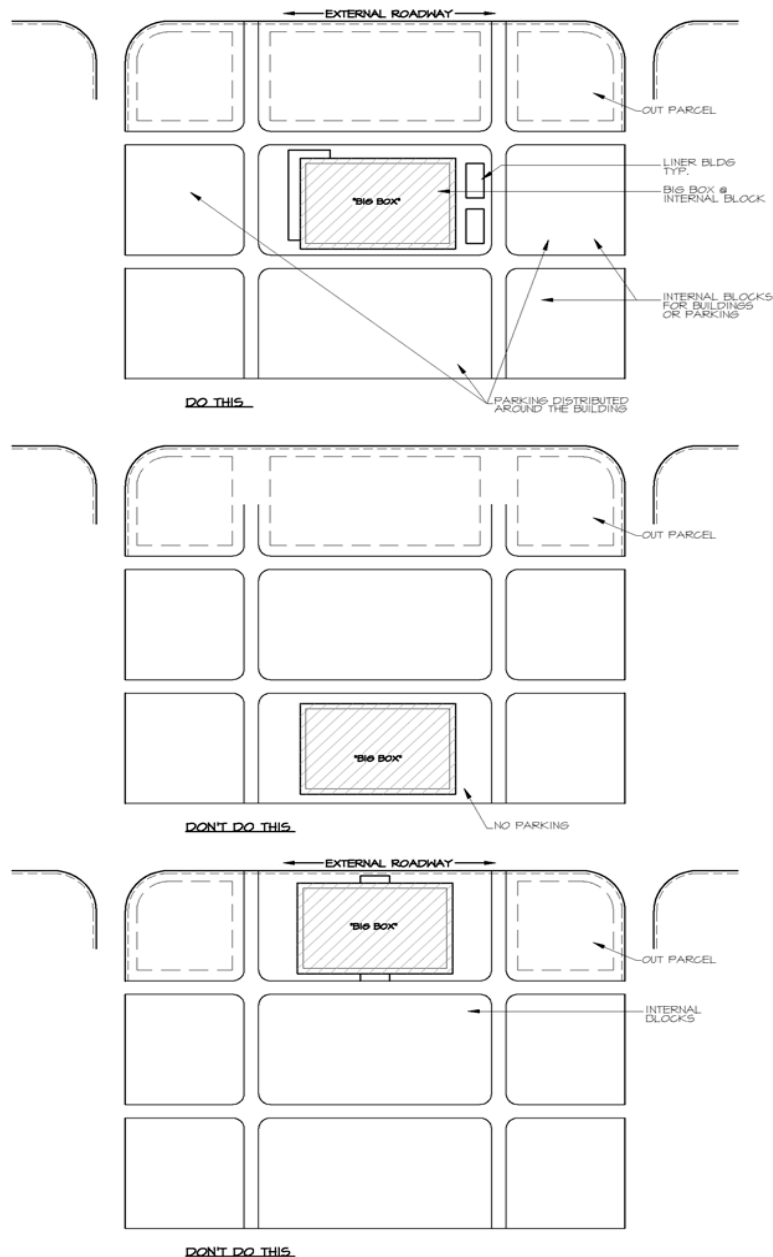 EXTERNAL ROADWAY
OUT PARCEL
LINER BLDG
TYP.
"BIG BOX"
BIG BOX @
INTERNAL BLOCK
INTERNAL BLOCKS
FOR BUILDINGS
OR PARKING
DO THIS
PARKING DISTRIBUTED
AROUND THE BUILDING
OUT PARCEL
"BIG BOX"
DON'T DO THIS
NO PARKING
EXTERNAL ROADWAY
"BIG BOX"
OUT PARCEL
INTERNAL
BLOCKS
DON'T DO THIS